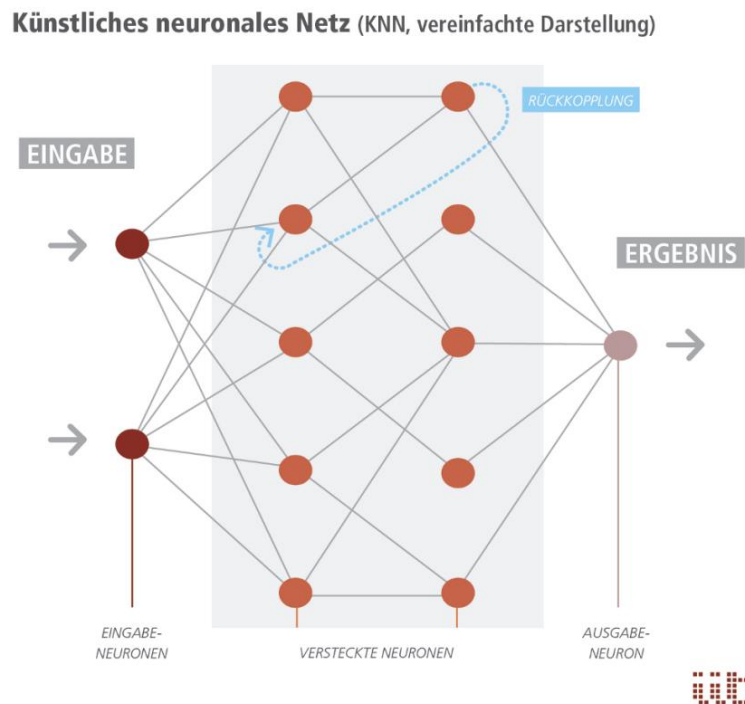 Künstliches neuronales Netz (KNN, vereinfachte Darstellung)
RÜCKKOPPLUNG
EINGABE
ERGEBNIS
EINGABE-
NEURONEN
VERSTECKTE NEURONEN
AUSGABE-
NEURON